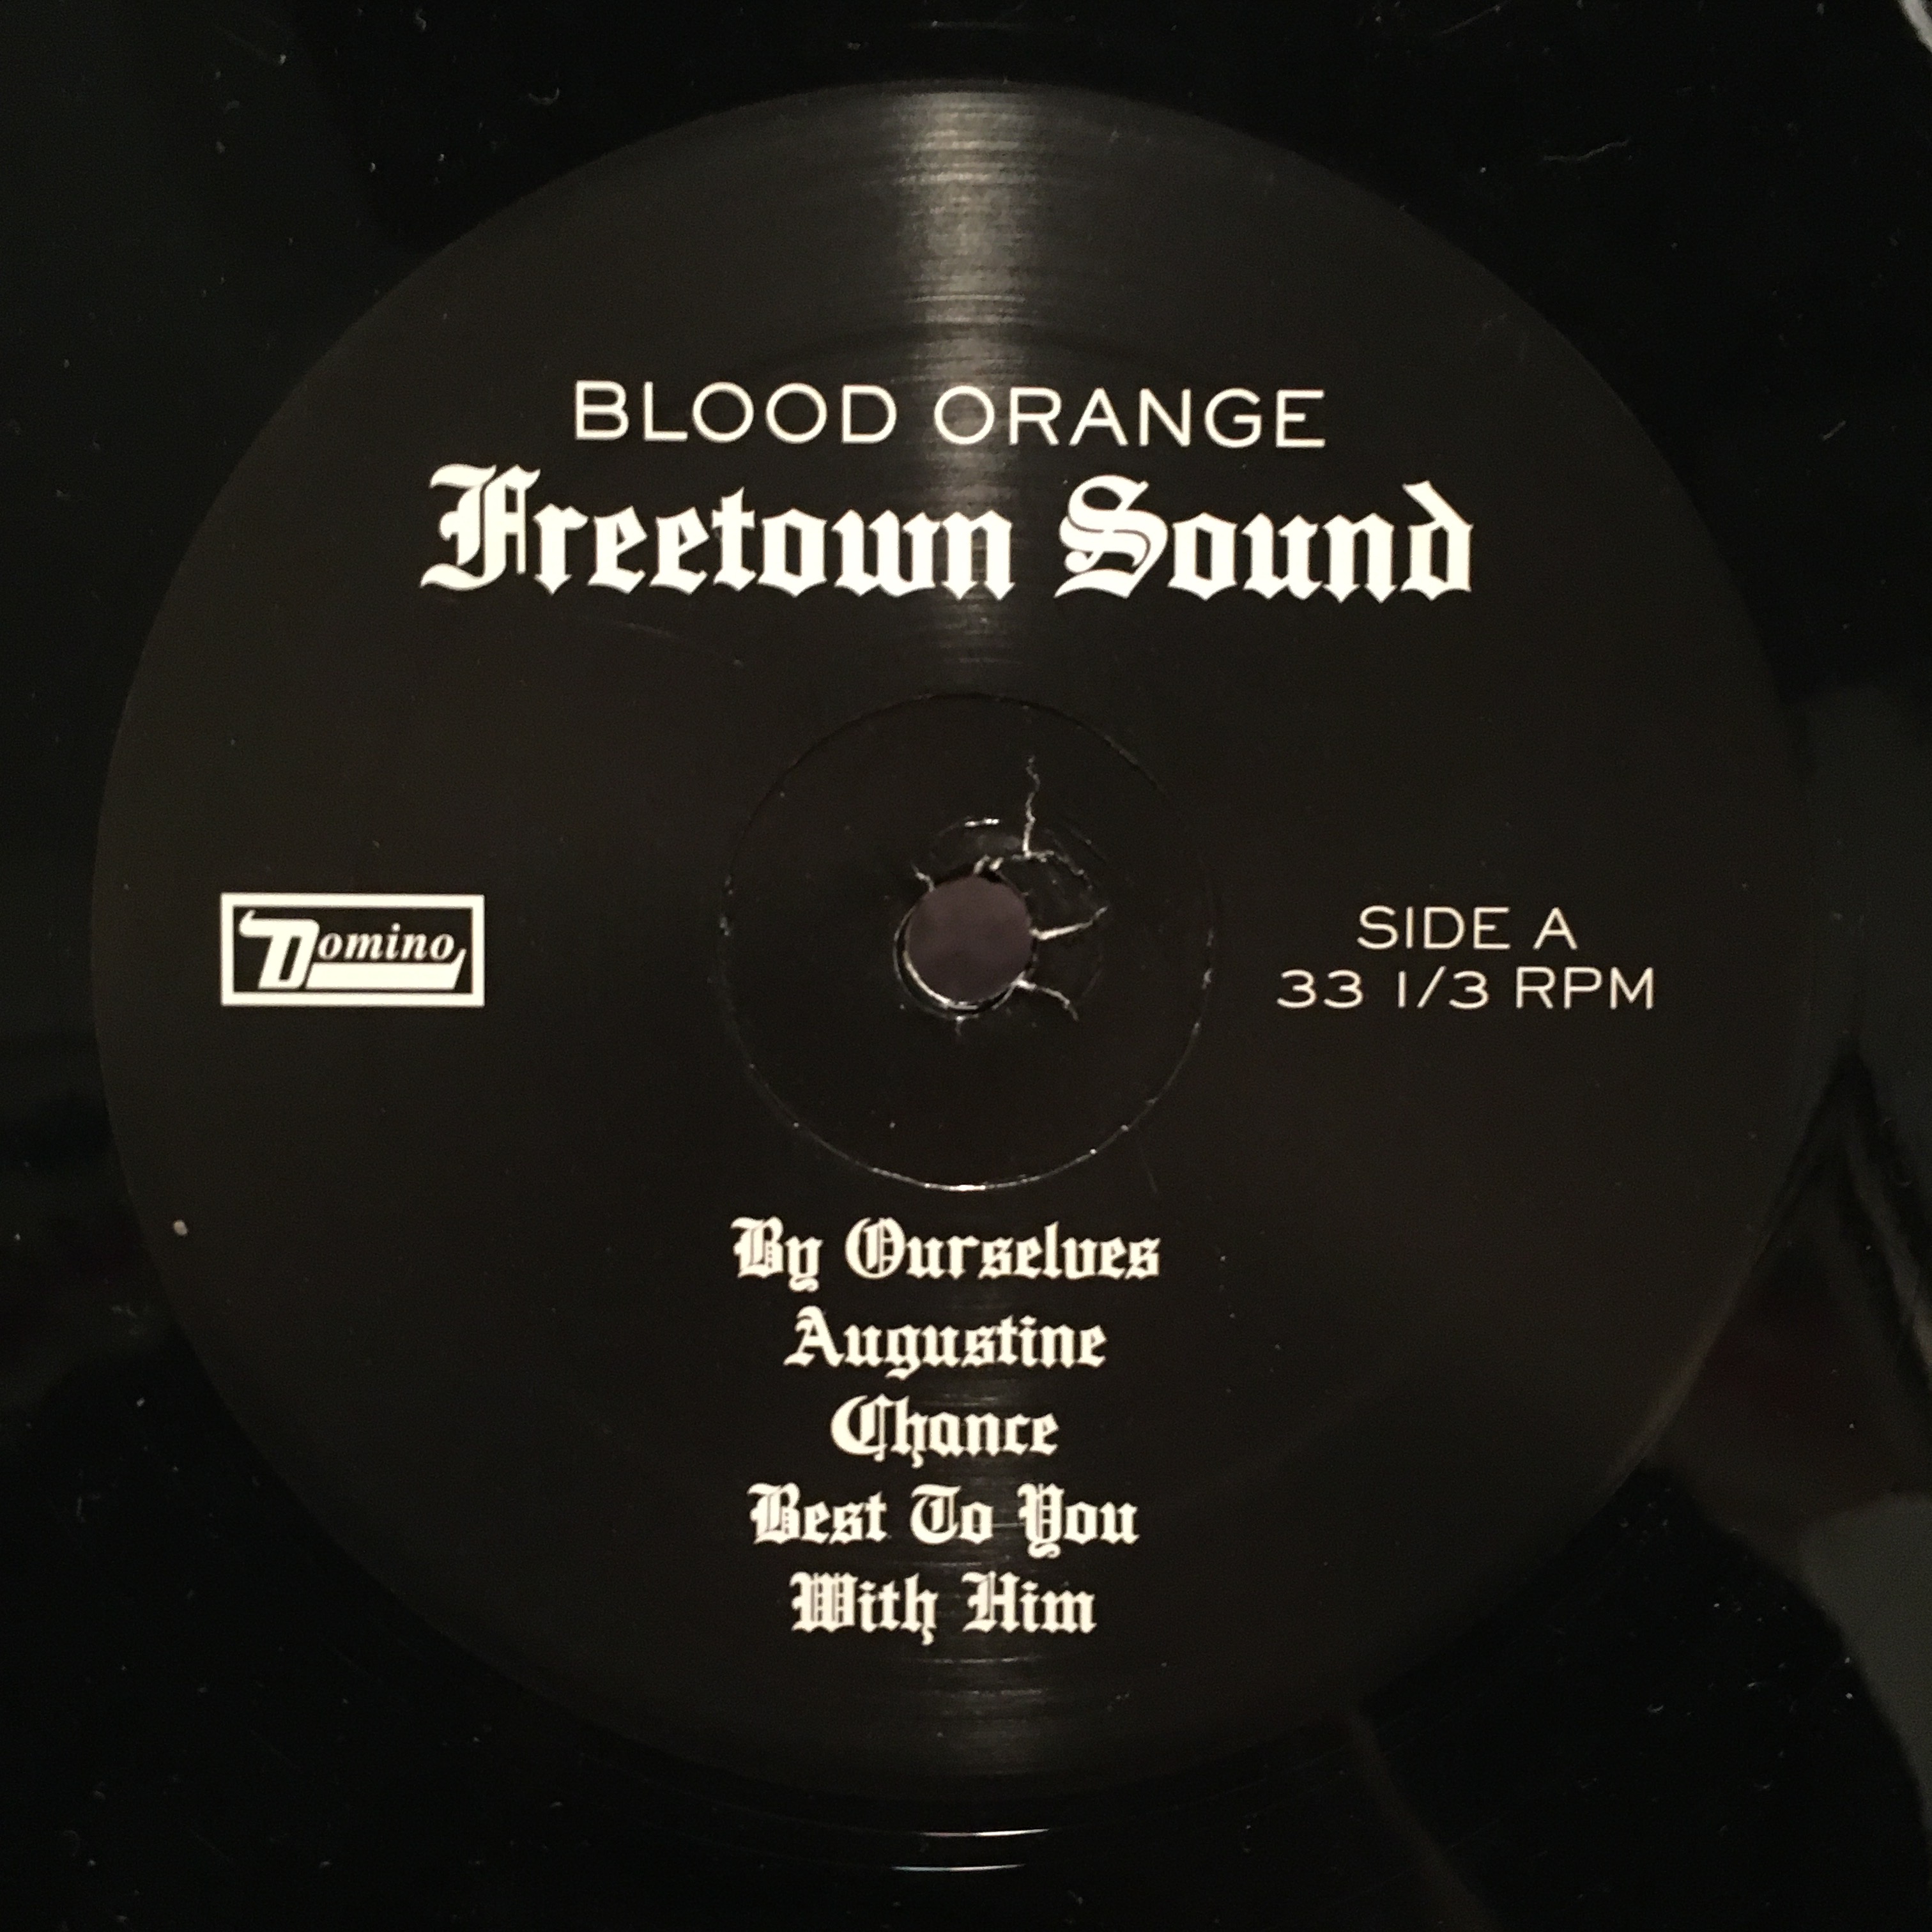 BLOOD ORANGE
Freetown Sound
Domino
SIDE A
33 1/3 RPM
By Ourselves
Augustine
Chance
Best To You
With Him